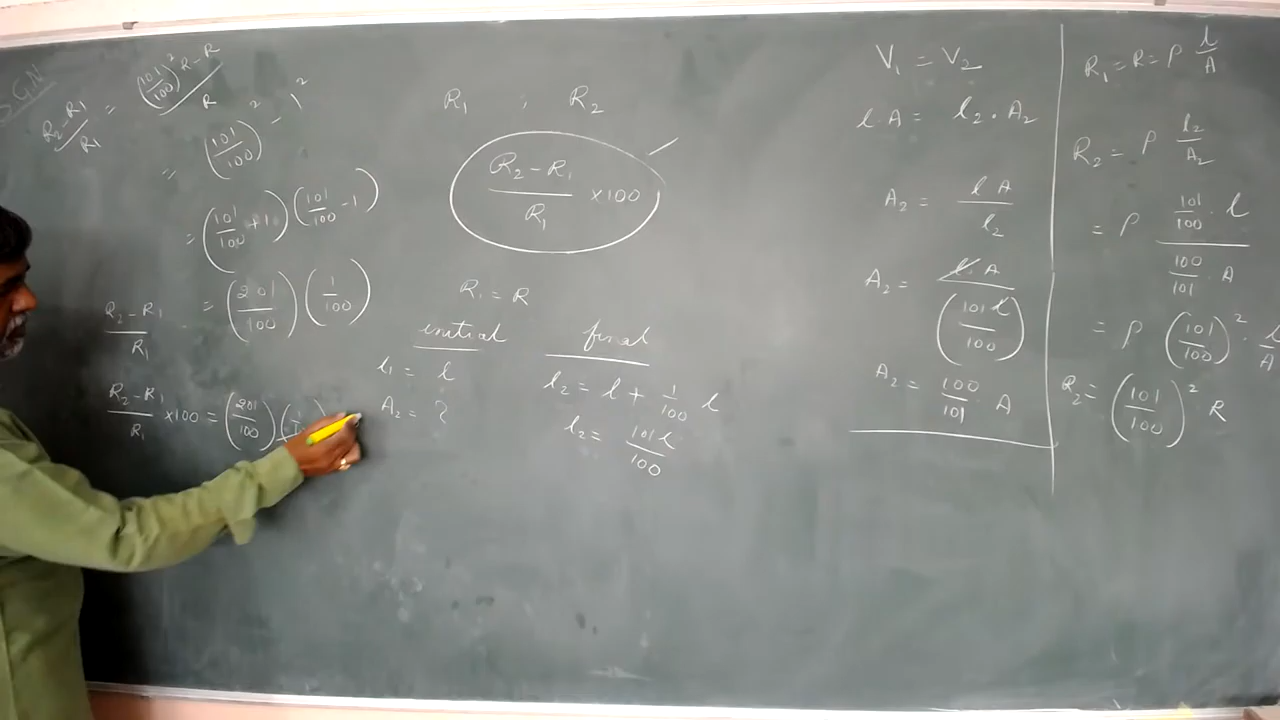 S.G.N
R₂-R₁/R₁ = (101/100)² R - R / R
= (101/100)² - 1²
= (101/100 + 1)(101/100 - 1)
R₂-R₁/R₁ = (201/100)(1/100)
R₂-R₁/R₁ ×100 = (201/100)(1/
R₁ ; R₂
R₂-R₁/R₁ ×100
R₁ = R
initial final
l₁ = l
A₂ = ?
l₂ = l + 1/100 l
l₂ = 101 l/100
V₁ = V₂
l.A = l₂.A₂
A₂ = l A/l₂
A₂ = l. A/(101 l/100)
A₂ = 100/101 A
R₁ = R = ρ l/A
R₂ = ρ l₂/A₂
= ρ 101/100 . l / 100/101 . A
= ρ (101/100)² . l/A
R₂ = (101/100)² R